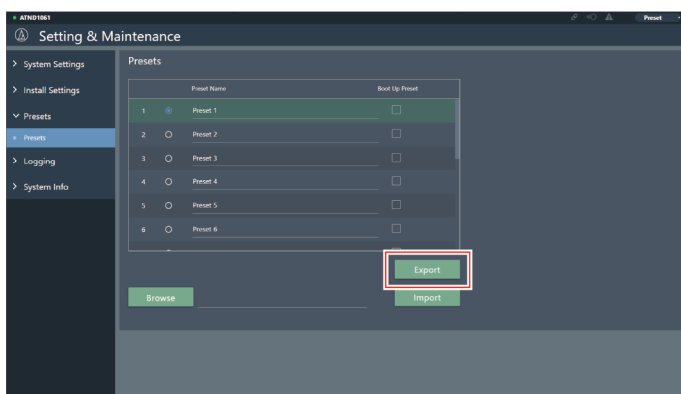 ATND1061
Preset
Setting & Maintenance
System Settings
Install Settings
Presets
Presets
Logging
System Info
Presets
Preset Name Boot Up Preset
1 Preset 1
2 Preset 2
3 Preset 3
4 Preset 4
5 Preset 5
6 Preset 6
Export
Browse Import